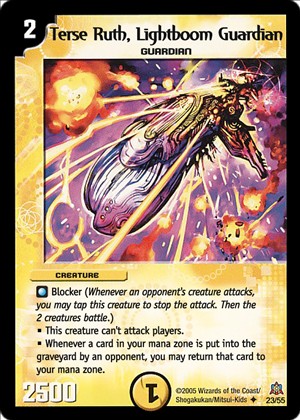 2
Terse Ruth, Lightboom Guardian
GUARDIAN
CREATURE
Blocker (Whenever an opponent's creature attacks,
you may tap this creature to stop the attack. Then the
2 creatures battle.)
▪ This creature can't attack players.
▪ Whenever a card in your mana zone is put into the
graveyard by an opponent, you may return that card to
your mana zone.
2500
1
©2005 Wizards of the Coast/
Shogakukan/Mitsui-Kids ✦ 23/55